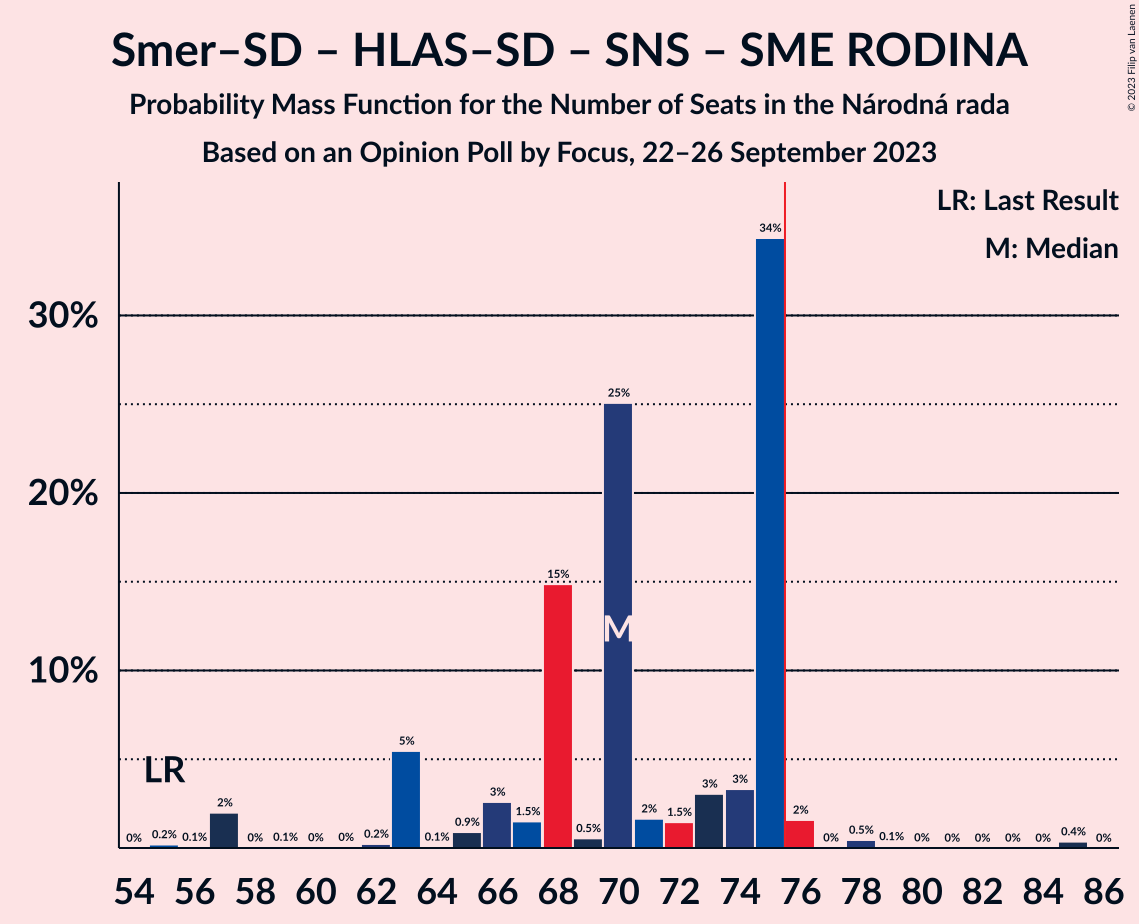 Smer–SD – HLAS–SD – SNS – SME RODINA
Probability Mass Function for the Number of Seats in the Národná rada
Based on an Opinion Poll by Focus, 22–26 September 2023
© 2023 Filip van Laenen
LR: Last Result
M: Median
30%
20%
10%
LR
M
0% 0.2% 0.1% 2% 0% 0.1% 0% 0% 0.2% 5% 0.1% 0.9% 3% 1.5% 15% 0.5% 25% 2% 1.5% 3% 3% 34% 2% 0% 0.5% 0.1% 0% 0% 0% 0% 0% 0.4% 0%
54 56 58 60 62 64 66 68 70 72 74 76 78 80 82 84 86